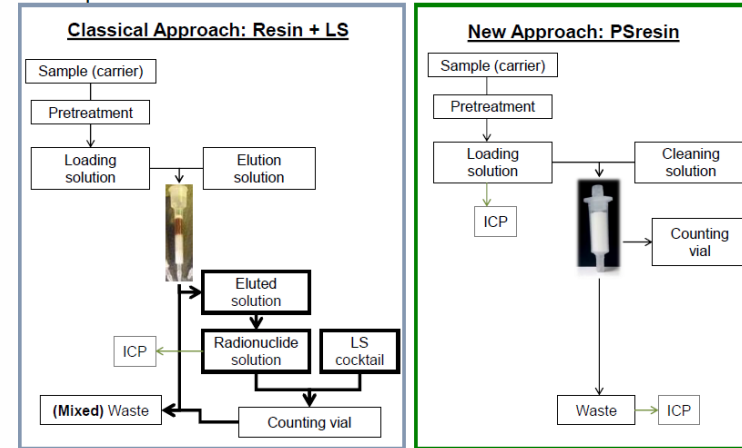 Classical Approach: Resin + LS
Sample (carrier)
Pretreatment
Loading
solution
Elution
solution
Eluted
solution
ICP
Radionuclide
solution
LS
cocktail
(Mixed) Waste
Counting vial
New Approach: PSresin
Sample (carrier)
Pretreatment
Loading
solution
Cleaning
solution
ICP
Counting
vial
Waste
ICP